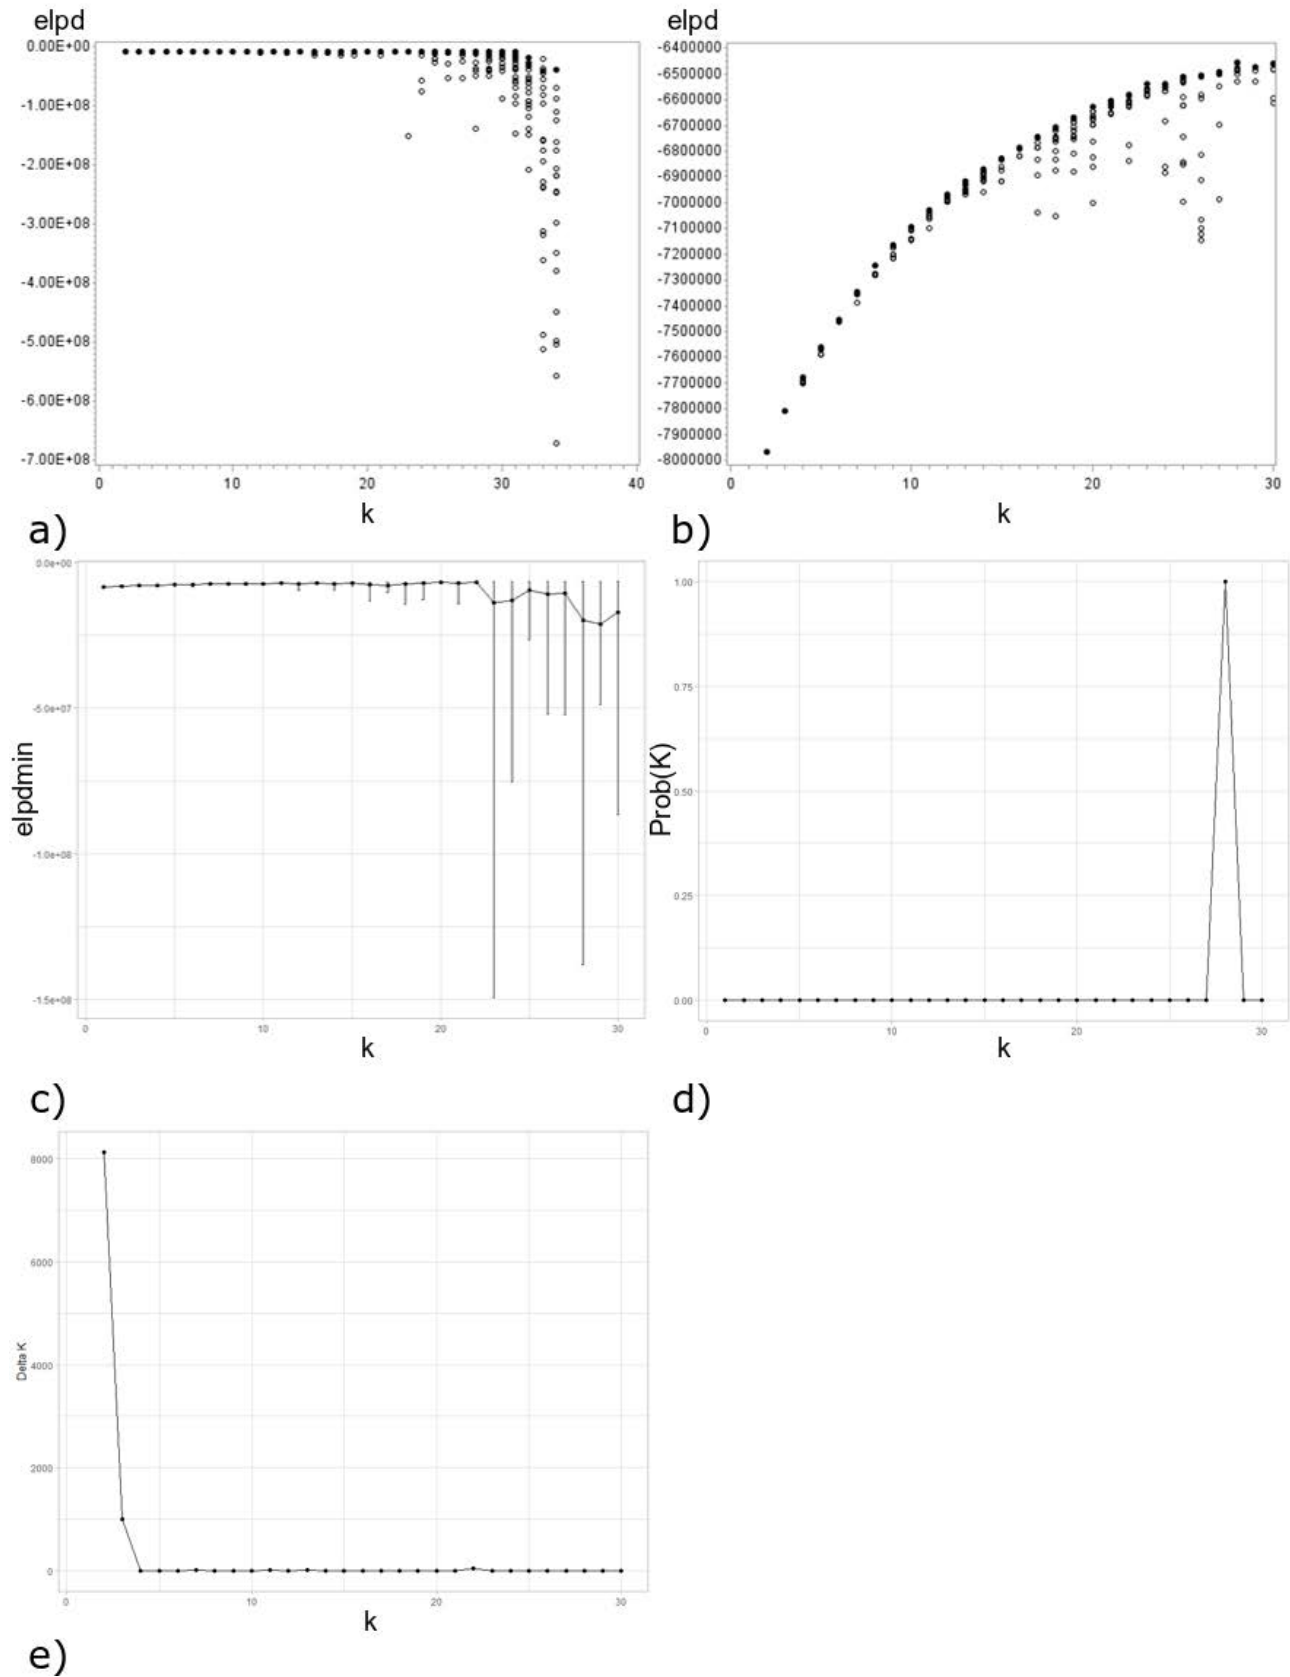 elpd
0.00E+00
-1.00E+08
-2.00E+08
-3.00E+08
-4.00E+08
-5.00E+08
-6.00E+08
-7.00E+08
0 10 20 30 40
k
a)
elpd
-6400000
-6500000
-6600000
-6700000
-6800000
-6900000
-7000000
-7100000
-7200000
-7300000
-7400000
-7500000
-7600000
-7700000
-7800000
-7900000
-8000000
0 10 20 30
k
b)
elpdmin
0.0e+00
-5.0e+07
-1.0e+08
-1.5e+08
0 10 20 30
k
c)
Prob(K)
1.00
0.75
0.50
0.25
0.00
0 10 20 30
k
d)
Delta K
8000
6000
4000
2000
0
0 10 20 30
k
e)